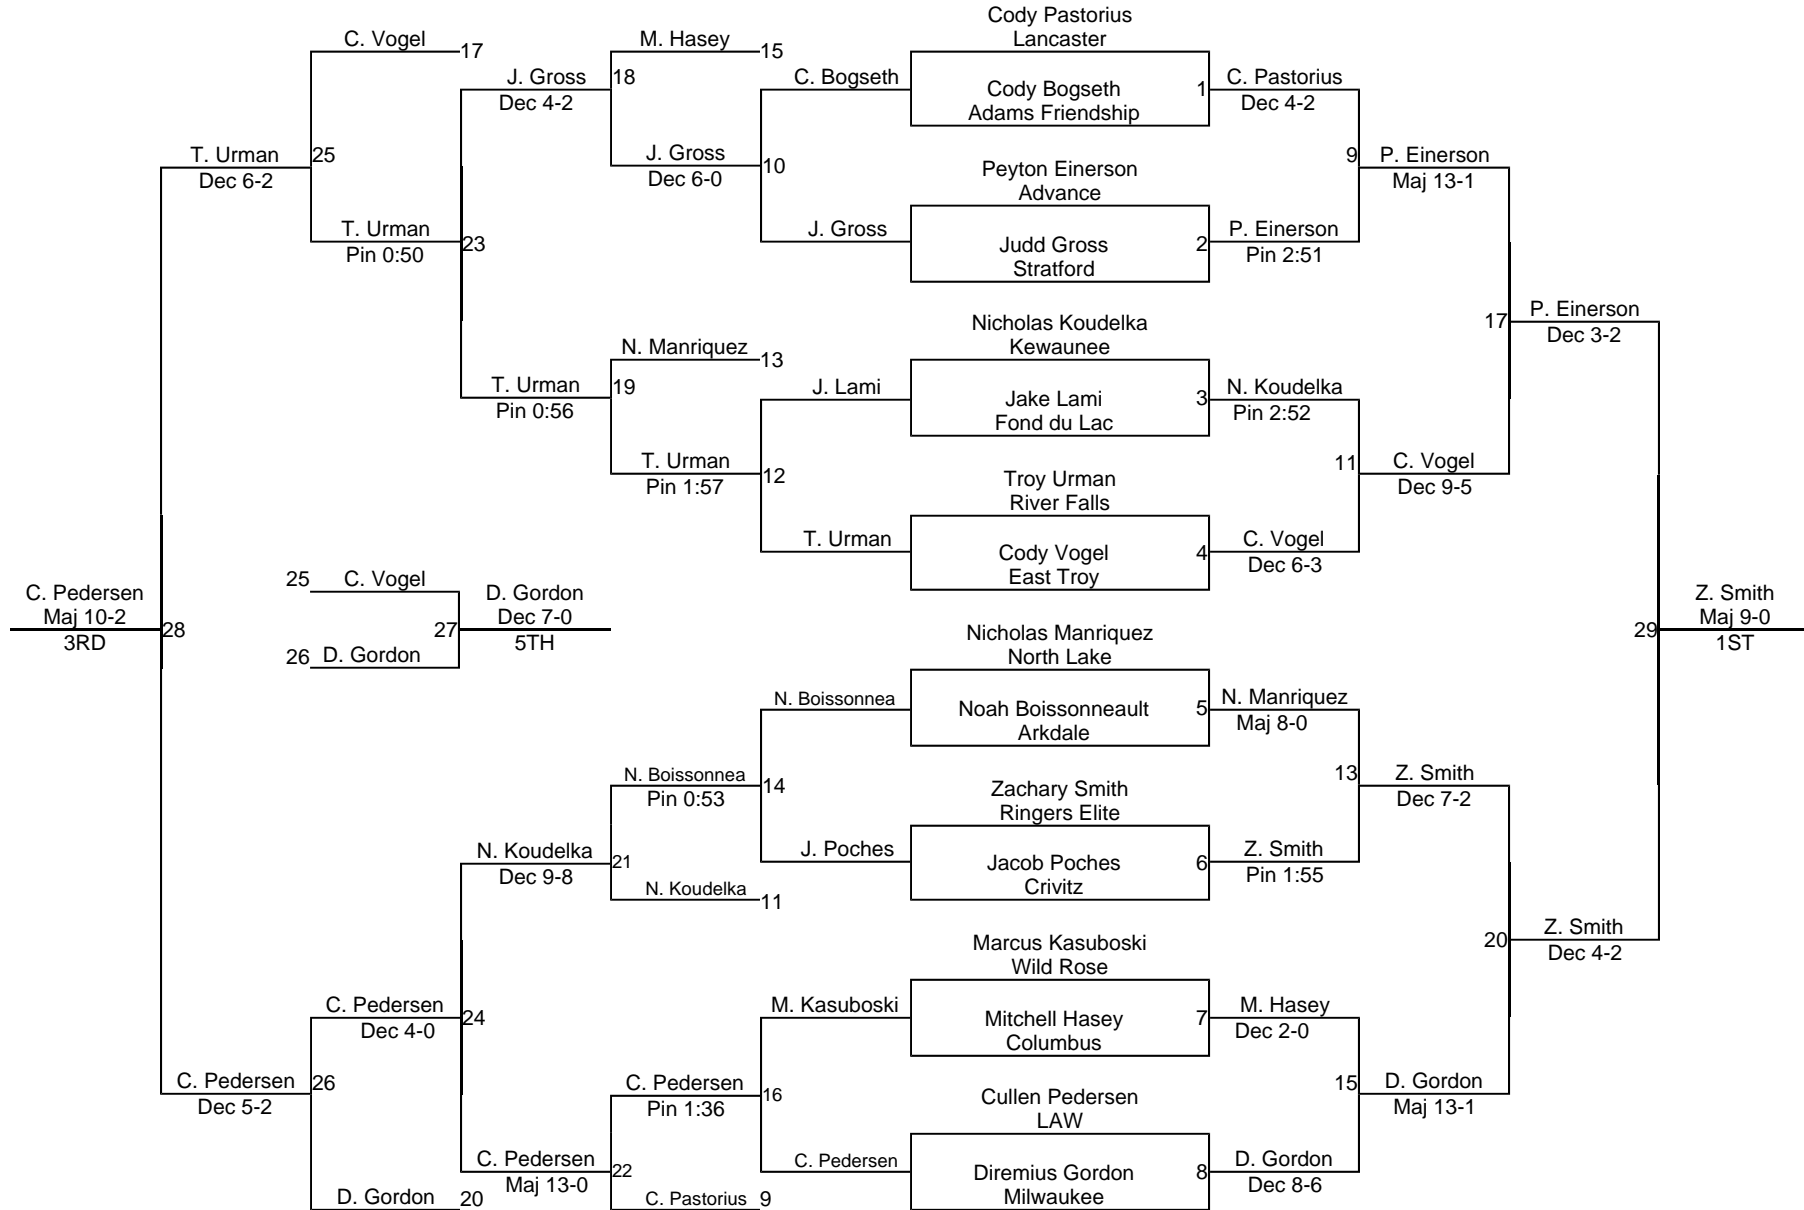 Cody Pastorius
Lancaster
C. Vogel
17
M. Hasey
15
J. Gross
18
C. Bogseth
Cody Bogseth
1
C. Pastorius
Dec 4-2
Adams Friendship
Dec 4-2
T. Urman
25
J. Gross
10
9
P. Einerson
Dec 6-2
Dec 6-0
Peyton Einerson
Maj 13-1
Advance
T. Urman
23
J. Gross
P. Einerson
Pin 0:50
Judd Gross
2
Pin 2:51
Stratford
Nicholas Koudelka
17
P. Einerson
Kewaunee
Dec 3-2
N. Manriquez
13
T. Urman
19
J. Lami
Jake Lami
3
N. Koudelka
Pin 0:56
Fond du Lac
Pin 2:52
T. Urman
12
11
C. Vogel
Pin 1:57
Troy Urman
Dec 9-5
River Falls
T. Urman
Cody Vogel
4
C. Vogel
East Troy
Dec 6-3
C. Pedersen
25
C. Vogel
D. Gordon
Z. Smith
Maj 10-2
Dec 7-0
Maj 9-0
28
27
29
3RD
26
D. Gordon
5TH
1ST
Nicholas Manriquez
North Lake
N. Boissonnea
Noah Boissonneault
5
N. Manriquez
Arkdale
Maj 8-0
N. Boissonnea
14
13
Z. Smith
Pin 0:53
Zachary Smith
Dec 7-2
Ringers Elite
N. Koudelka
21
J. Poches
Jacob Poches
6
Z. Smith
Dec 9-8
Crivitz
Pin 1:55
N. Koudelka
11
Marcus Kasuboski
20
Z. Smith
Wild Rose
Dec 4-2
C. Pedersen
24
M. Kasuboski
Mitchell Hasey
7
M. Hasey
Dec 4-0
Columbus
Dec 2-0
C. Pedersen
26
C. Pedersen
16
15
D. Gordon
Dec 5-2
Pin 1:36
Cullen Pedersen
Maj 13-1
LAW
C. Pedersen
22
C. Pedersen
Diremius Gordon
8
D. Gordon
Maj 13-0
Milwaukee
Dec 8-6
D. Gordon
20
C. Pastorius
9